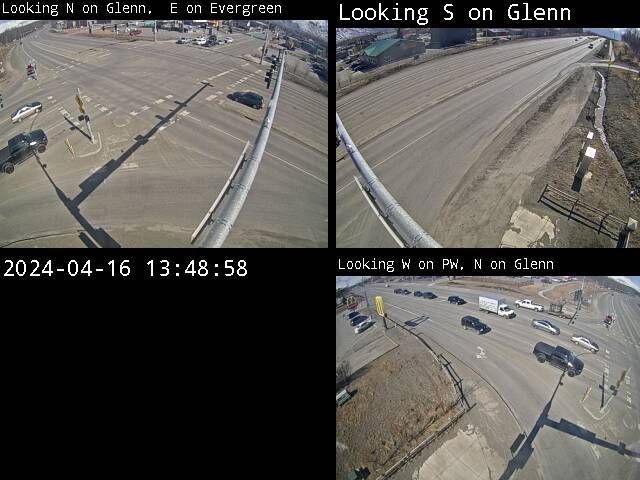 Looking N on Glenn,  E on Evergreen
Looking S on Glenn
2024-04-16 13:48:58
Looking W on PW, N on Glenn